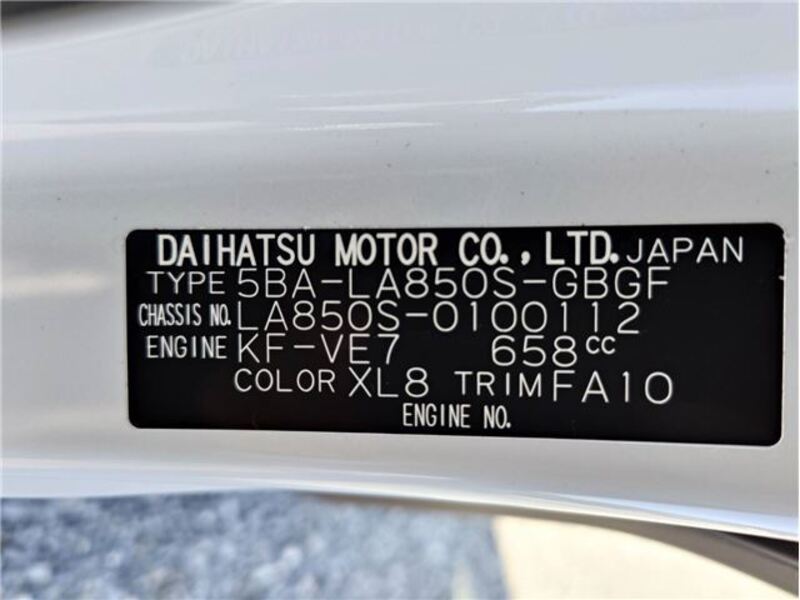 DAIHATSU MOTOR CO., LTD. JAPAN
TYPE 5BA-LA850S-GBGF
CHASSIS NO. LA850S-0100112
ENGINE KF-VE7 658cc
COLOR XL8 TRIM FA10
ENGINE NO.